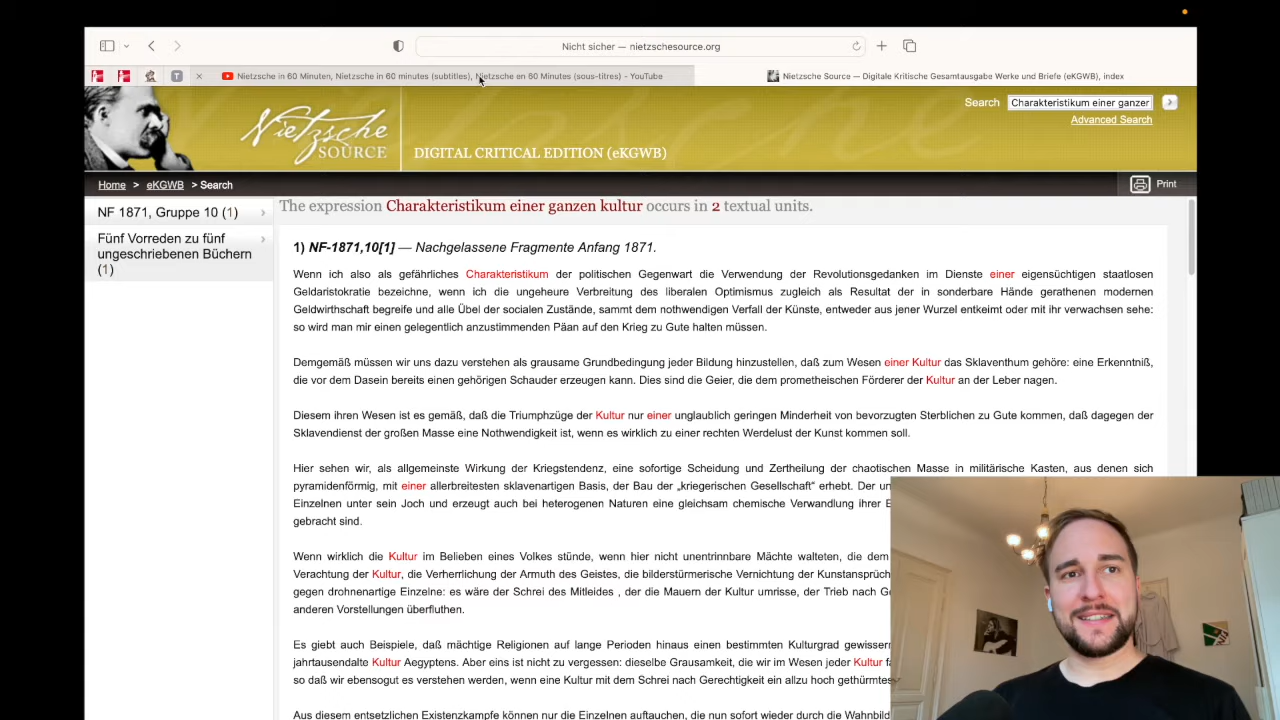 Nicht sicher — nietzschesource.org
Nietzsche in 60 Minuten, Nietzsche in 60 minutes (subtitles), Nietzsche en 60 Minutes (sous-titres) - YouTube
Nietzsche Source — Digitale Kritische Gesamtausgabe Werke und Briefe (eKGWB), index
T
Nietzsche
SOURCE
DIGITAL CRITICAL EDITION (eKGWB)
Search
Charakteristikum einer ganzer
Advanced Search
Home > eKGWB > Search
Print
NF 1871, Gruppe 10 (1)
Fünf Vorreden zu fünf
ungeschriebenen Büchern
(1)
The expression Charakteristikum einer ganzen kultur occurs in 2 textual units.
1) NF-1871,10[1] — Nachgelassene Fragmente Anfang 1871.
Wenn ich also als gefährliches Charakteristikum der politischen Gegenwart die Verwendung der Revolutionsgedanken im Dienste einer eigensüchtigen staatlosen
Geldaristokratie bezeichne, wenn ich die ungeheure Verbreitung des liberalen Optimismus zugleich als Resultat der in sonderbare Hände gerathenen modernen
Geldwirthschaft begreife und alle Übel der socialen Zustände, sammt dem nothwendigen Verfall der Künste, entweder aus jener Wurzel entkeimt oder mit ihr verwachsen sehe:
so wird man mir einen gelegentlich anzustimmenden Päan auf den Krieg zu Gute halten müssen.
Demgemäß müssen wir uns dazu verstehen als grausame Grundbedingung jeder Bildung hinzustellen, daß zum Wesen einer Kultur das Sklaventhum gehöre: eine Erkenntniß,
die vor dem Dasein bereits einen gehörigen Schauder erzeugen kann. Dies sind die Geier, die dem prometheischen Förderer der Kultur an der Leber nagen.
Diesem ihren Wesen ist es gemäß, daß die Triumphzüge der Kultur nur einer unglaublich geringen Minderheit von bevorzugten Sterblichen zu Gute kommen, daß dagegen der
Sklavendienst der großen Masse eine Nothwendigkeit ist, wenn es wirklich zu einer rechten Werdelust der Kunst kommen soll.
Hier sehen wir, als allgemeinste Wirkung der Kriegstendenz, eine sofortige Scheidung und Zertheilung der chaotischen Masse in militärische Kasten, aus denen sich
pyramidenförmig, mit einer allerbreitesten sklavenartigen Basis, der Bau der „kriegerischen Gesellschaft“ erhebt. Der un
Einzelnen unter sein Joch und erzeugt auch bei heterogenen Naturen eine gleichsam chemische Verwandlung ihrer E
gebracht sind.
Wenn wirklich die Kultur im Belieben eines Volkes stünde, wenn hier nicht unentrinnbare Mächte walteten, die dem
Verachtung der Kultur, die Verherrlichung der Armuth des Geistes, die bilderstürmerische Vernichtung der Kunstansprüch
gegen drohnenartige Einzelne: es wäre der Schrei des Mitleides , der die Mauern der Kultur umrisse, der Trieb nach Ge
anderen Vorstellungen überfluthen.
Es giebt auch Beispiele, daß mächtige Religionen auf lange Perioden hinaus einen bestimmten Kulturgrad gewisser
jahrtausendalte Kultur Aegyptens. Aber eins ist nicht zu vergessen: dieselbe Grausamkeit, die wir im Wesen jeder Kultur f
so daß wir ebensogut es verstehen werden, wenn eine Kultur mit dem Schrei nach Gerechtigkeit ein allzu hoch gethürmtes
Aus diesem entsetzlichen Existenzkampfe können nur die Einzelnen auftauchen, die nun sofort wieder durch die Wahnbild